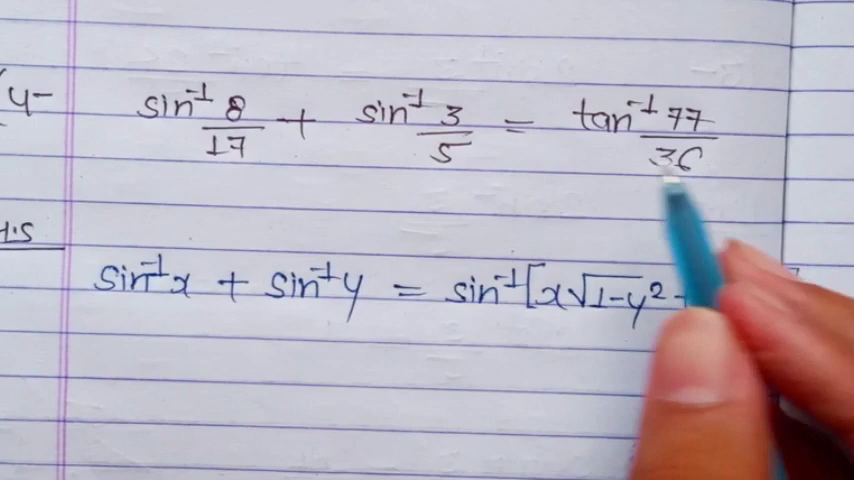 (y-
sin⁻¹ 8/17 + sin⁻¹ 3/5 = tan⁻¹ 77/36
H.S
sin⁻¹x + sin⁻¹y = sin⁻¹[x√1-y²